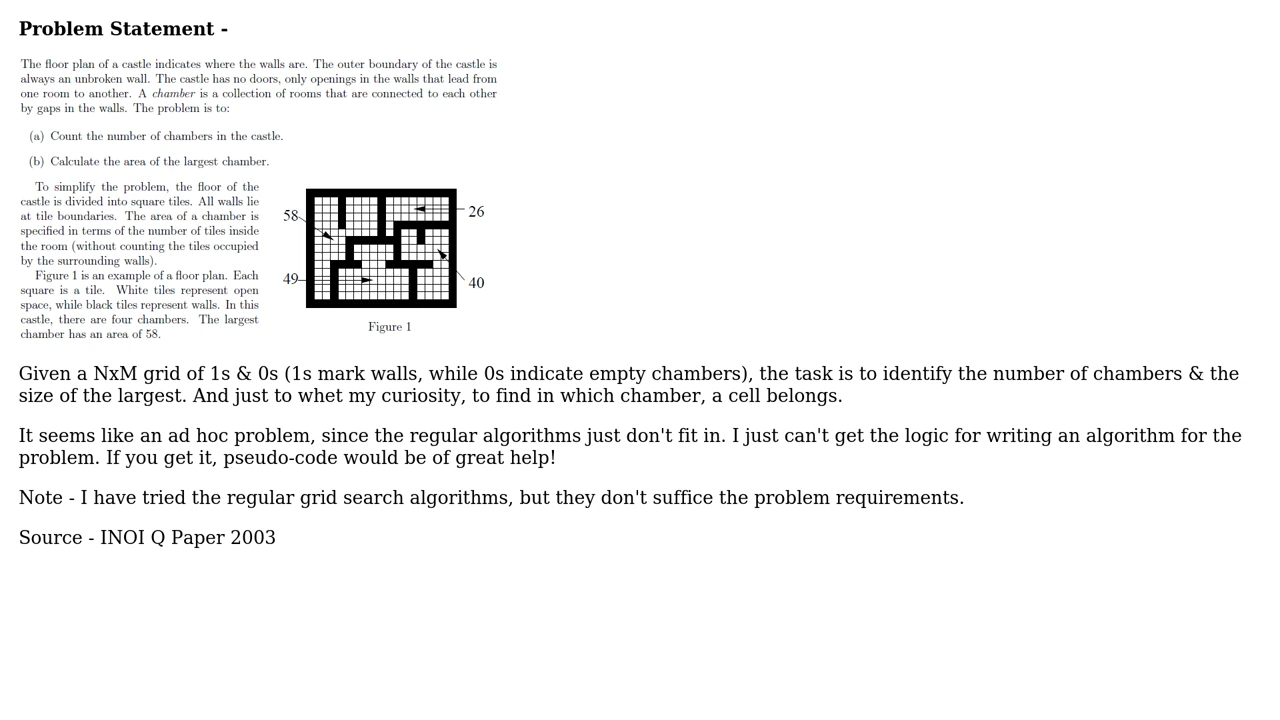 Problem Statement -
The floor plan of a castle indicates where the walls are. The outer boundary of the castle is
always an unbroken wall. The castle has no doors, only openings in the walls that lead from
one room to another. A chamber is a collection of rooms that are connected to each other
by gaps in the walls. The problem is to:
(a) Count the number of chambers in the castle.
(b) Calculate the area of the largest chamber.
To simplify the problem, the floor of the
castle is divided into square tiles. All walls lie
at tile boundaries. The area of a chamber is
specified in terms of the number of tiles inside
the room (without counting the tiles occupied
by the surrounding walls).
Figure 1 is an example of a floor plan. Each
square is a tile. White tiles represent open
space, while black tiles represent walls. In this
castle, there are four chambers. The largest
chamber has an area of 58.
58
26
49
40
Figure 1
Given a NxM grid of 1s & 0s (1s mark walls, while 0s indicate empty chambers), the task is to identify the number of chambers & the
size of the largest. And just to whet my curiosity, to find in which chamber, a cell belongs.
It seems like an ad hoc problem, since the regular algorithms just don't fit in. I just can't get the logic for writing an algorithm for the
problem. If you get it, pseudo-code would be of great help!
Note - I have tried the regular grid search algorithms, but they don't suffice the problem requirements.
Source - INOI Q Paper 2003